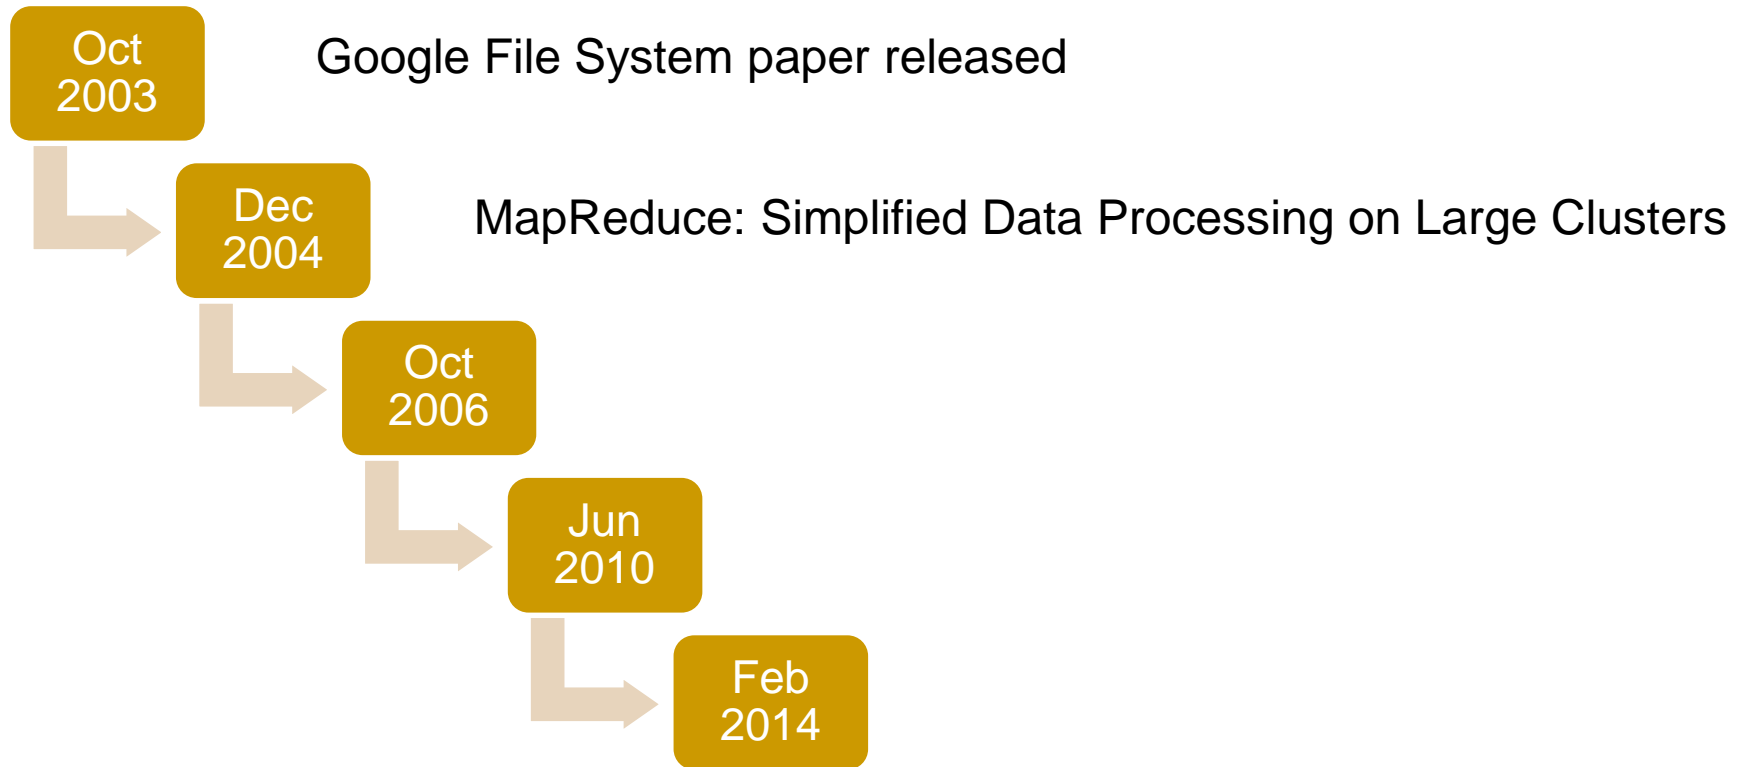 Oct
2003
Google File System paper released
Dec
2004
MapReduce: Simplified Data Processing on Large Clusters
Oct
2006
Jun
2010
Feb
2014